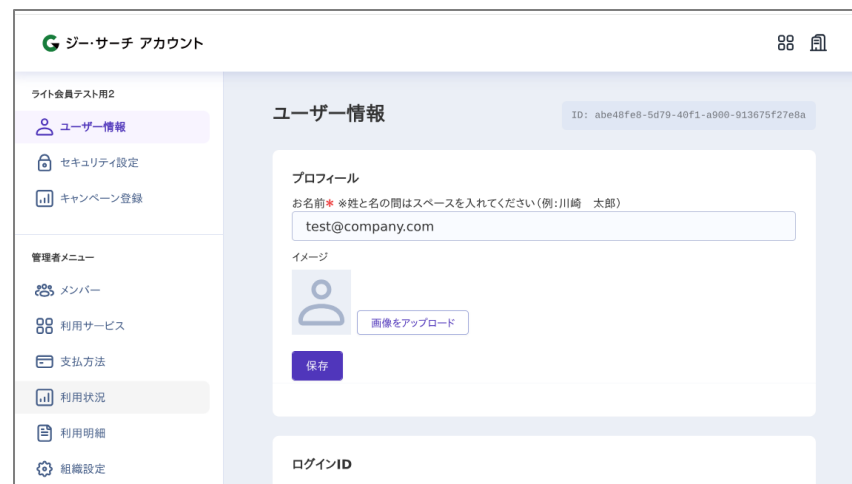 ジー・サーチ アカウント
ライト会員テスト用2
ユーザー情報
セキュリティ設定
キャンペーン登録
管理者メニュー
メンバー
利用サービス
支払方法
利用状況
利用明細
組織設定
ユーザー情報
ID: abe48fe8-5d79-40f1-a900-913675f27e8a
プロフィール
お名前* ※姓と名の間はスペースを入れてください(例:川崎　太郎)
test@company.com
イメージ
画像をアップロード
保存
ログインID